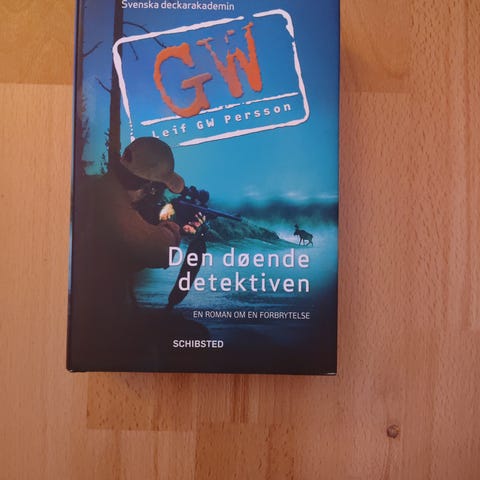 Svenska deckarakademin
GW
Leif GW Persson
Den døende
detektiven
EN ROMAN OM EN FORBRYTELSE
SCHIBSTED